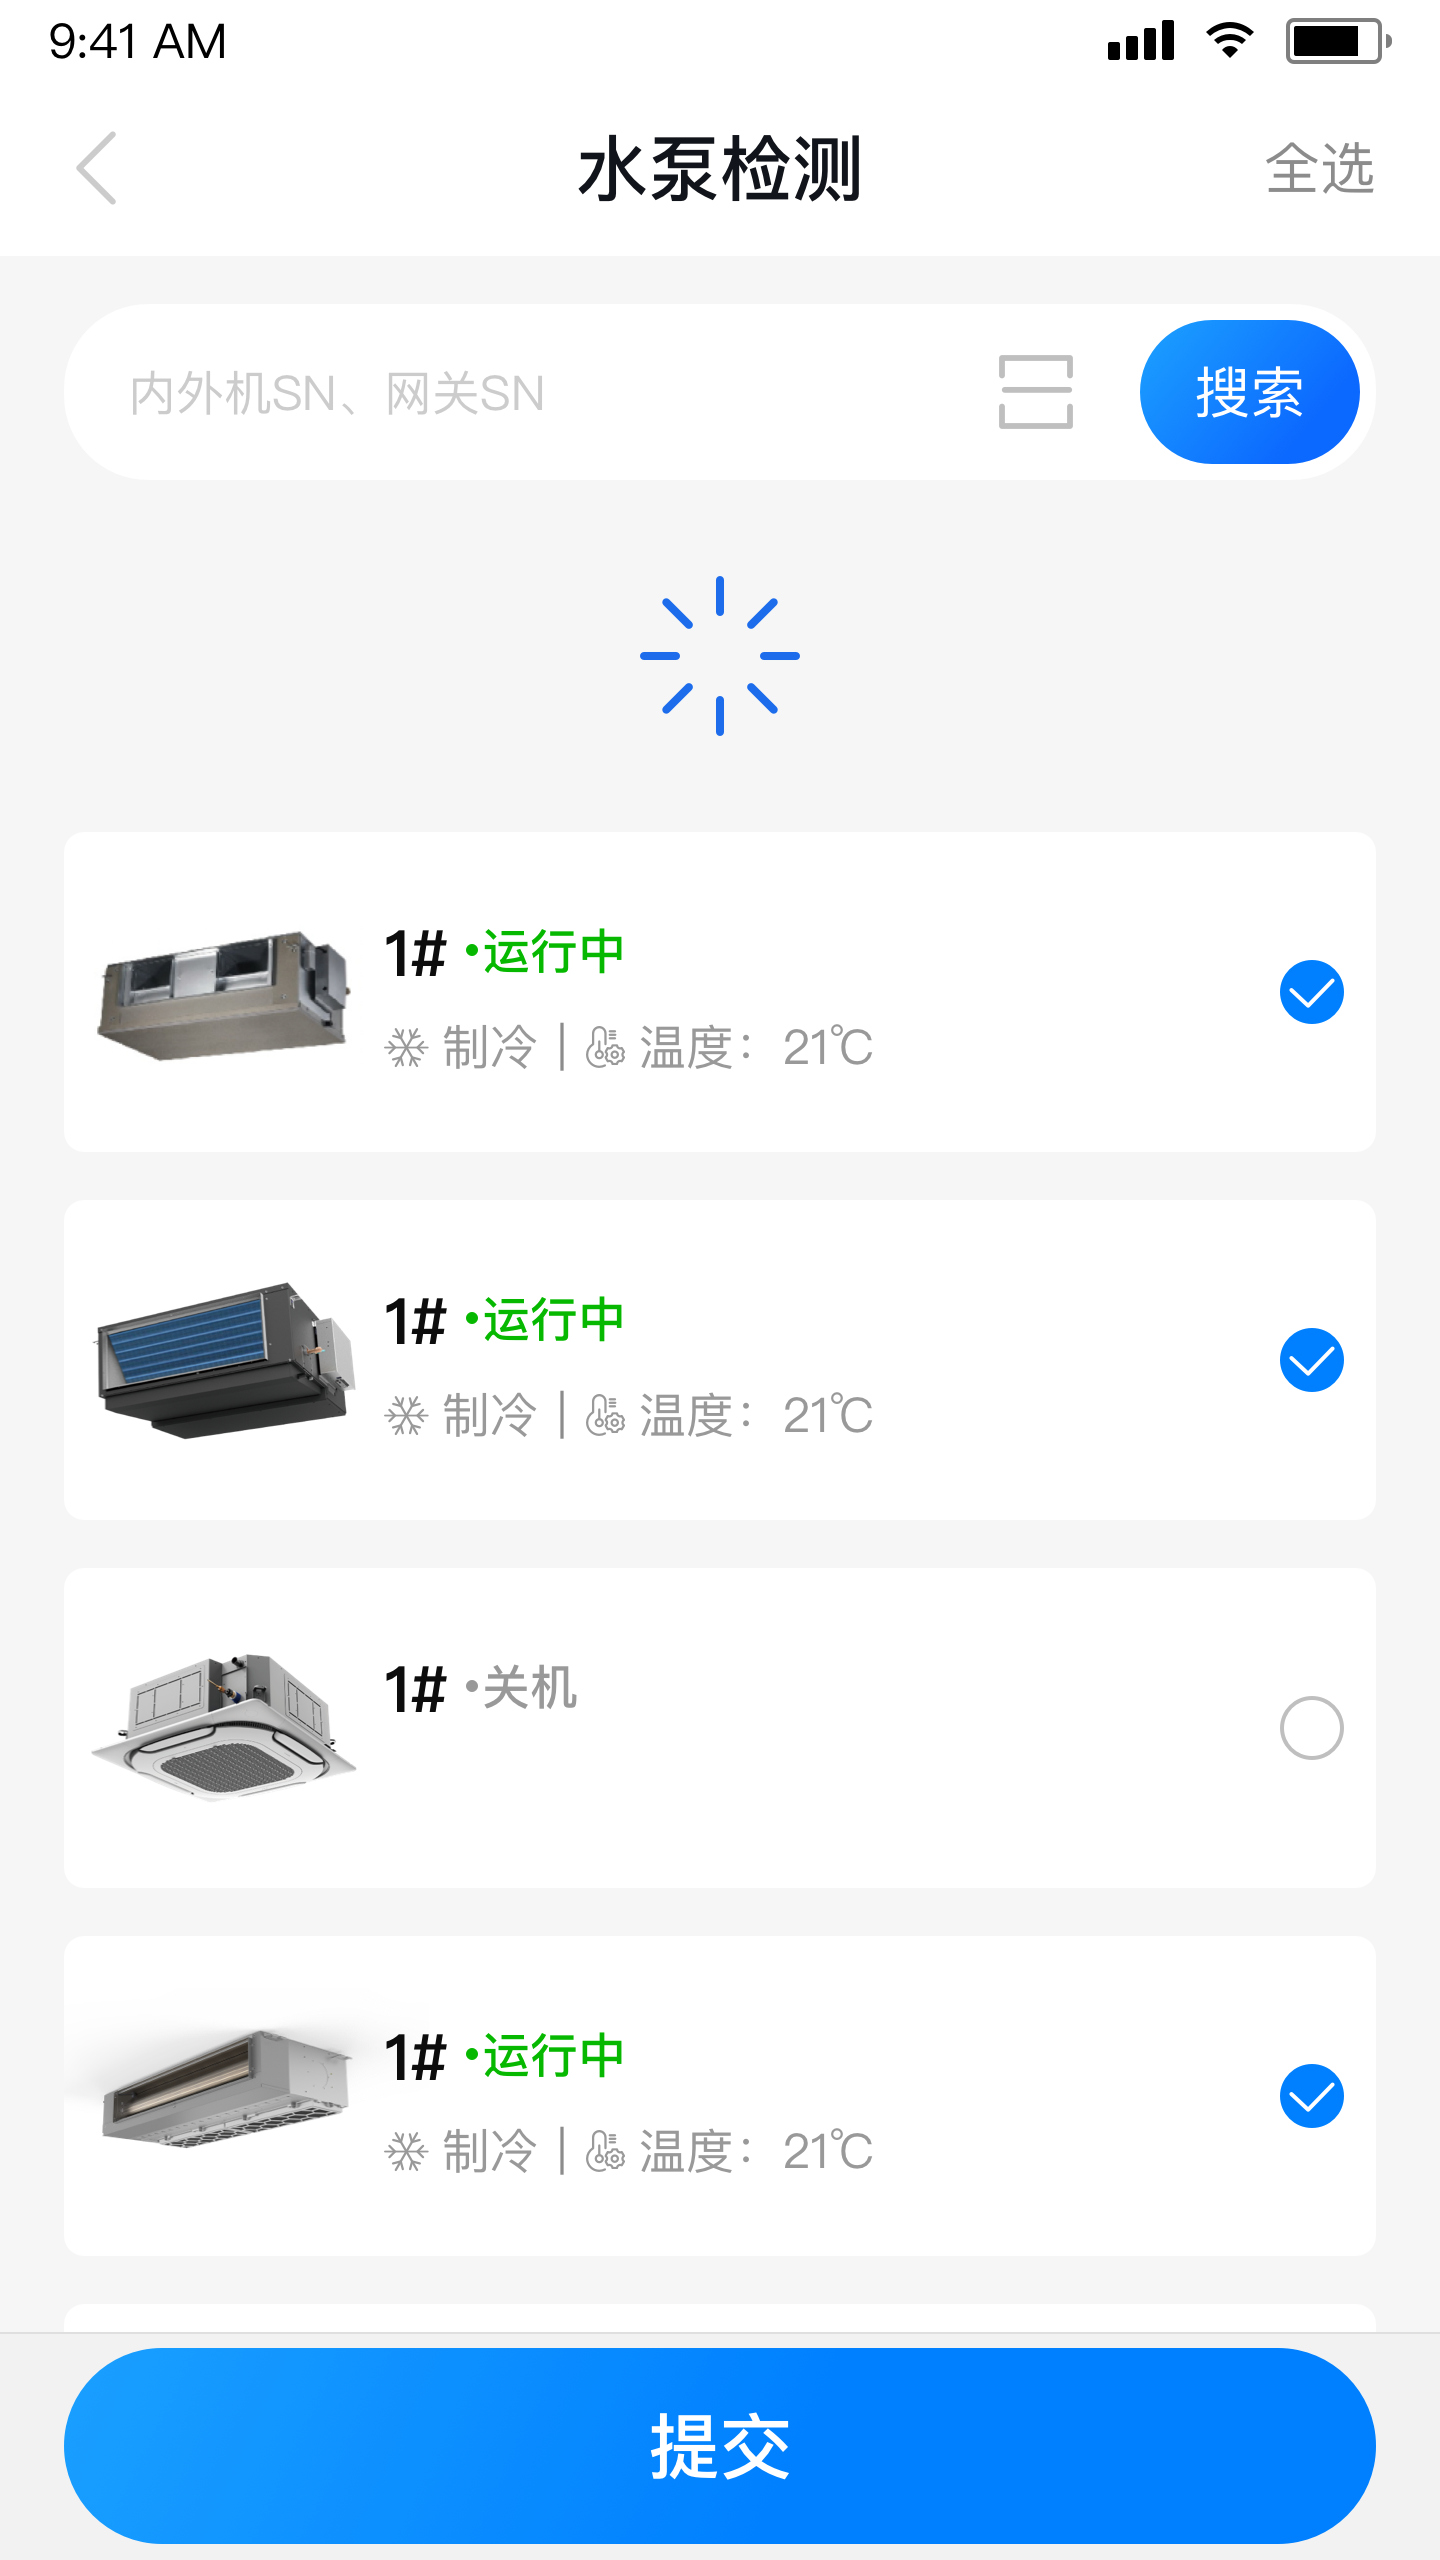 9:41 AM
水泵检测
全选
内外机SN、网关SN
搜索
1# •运行中
制冷 | 温度：21℃
1# •运行中
制冷 | 温度：21℃
1# •关机
1# •运行中
制冷 | 温度：21℃
提交